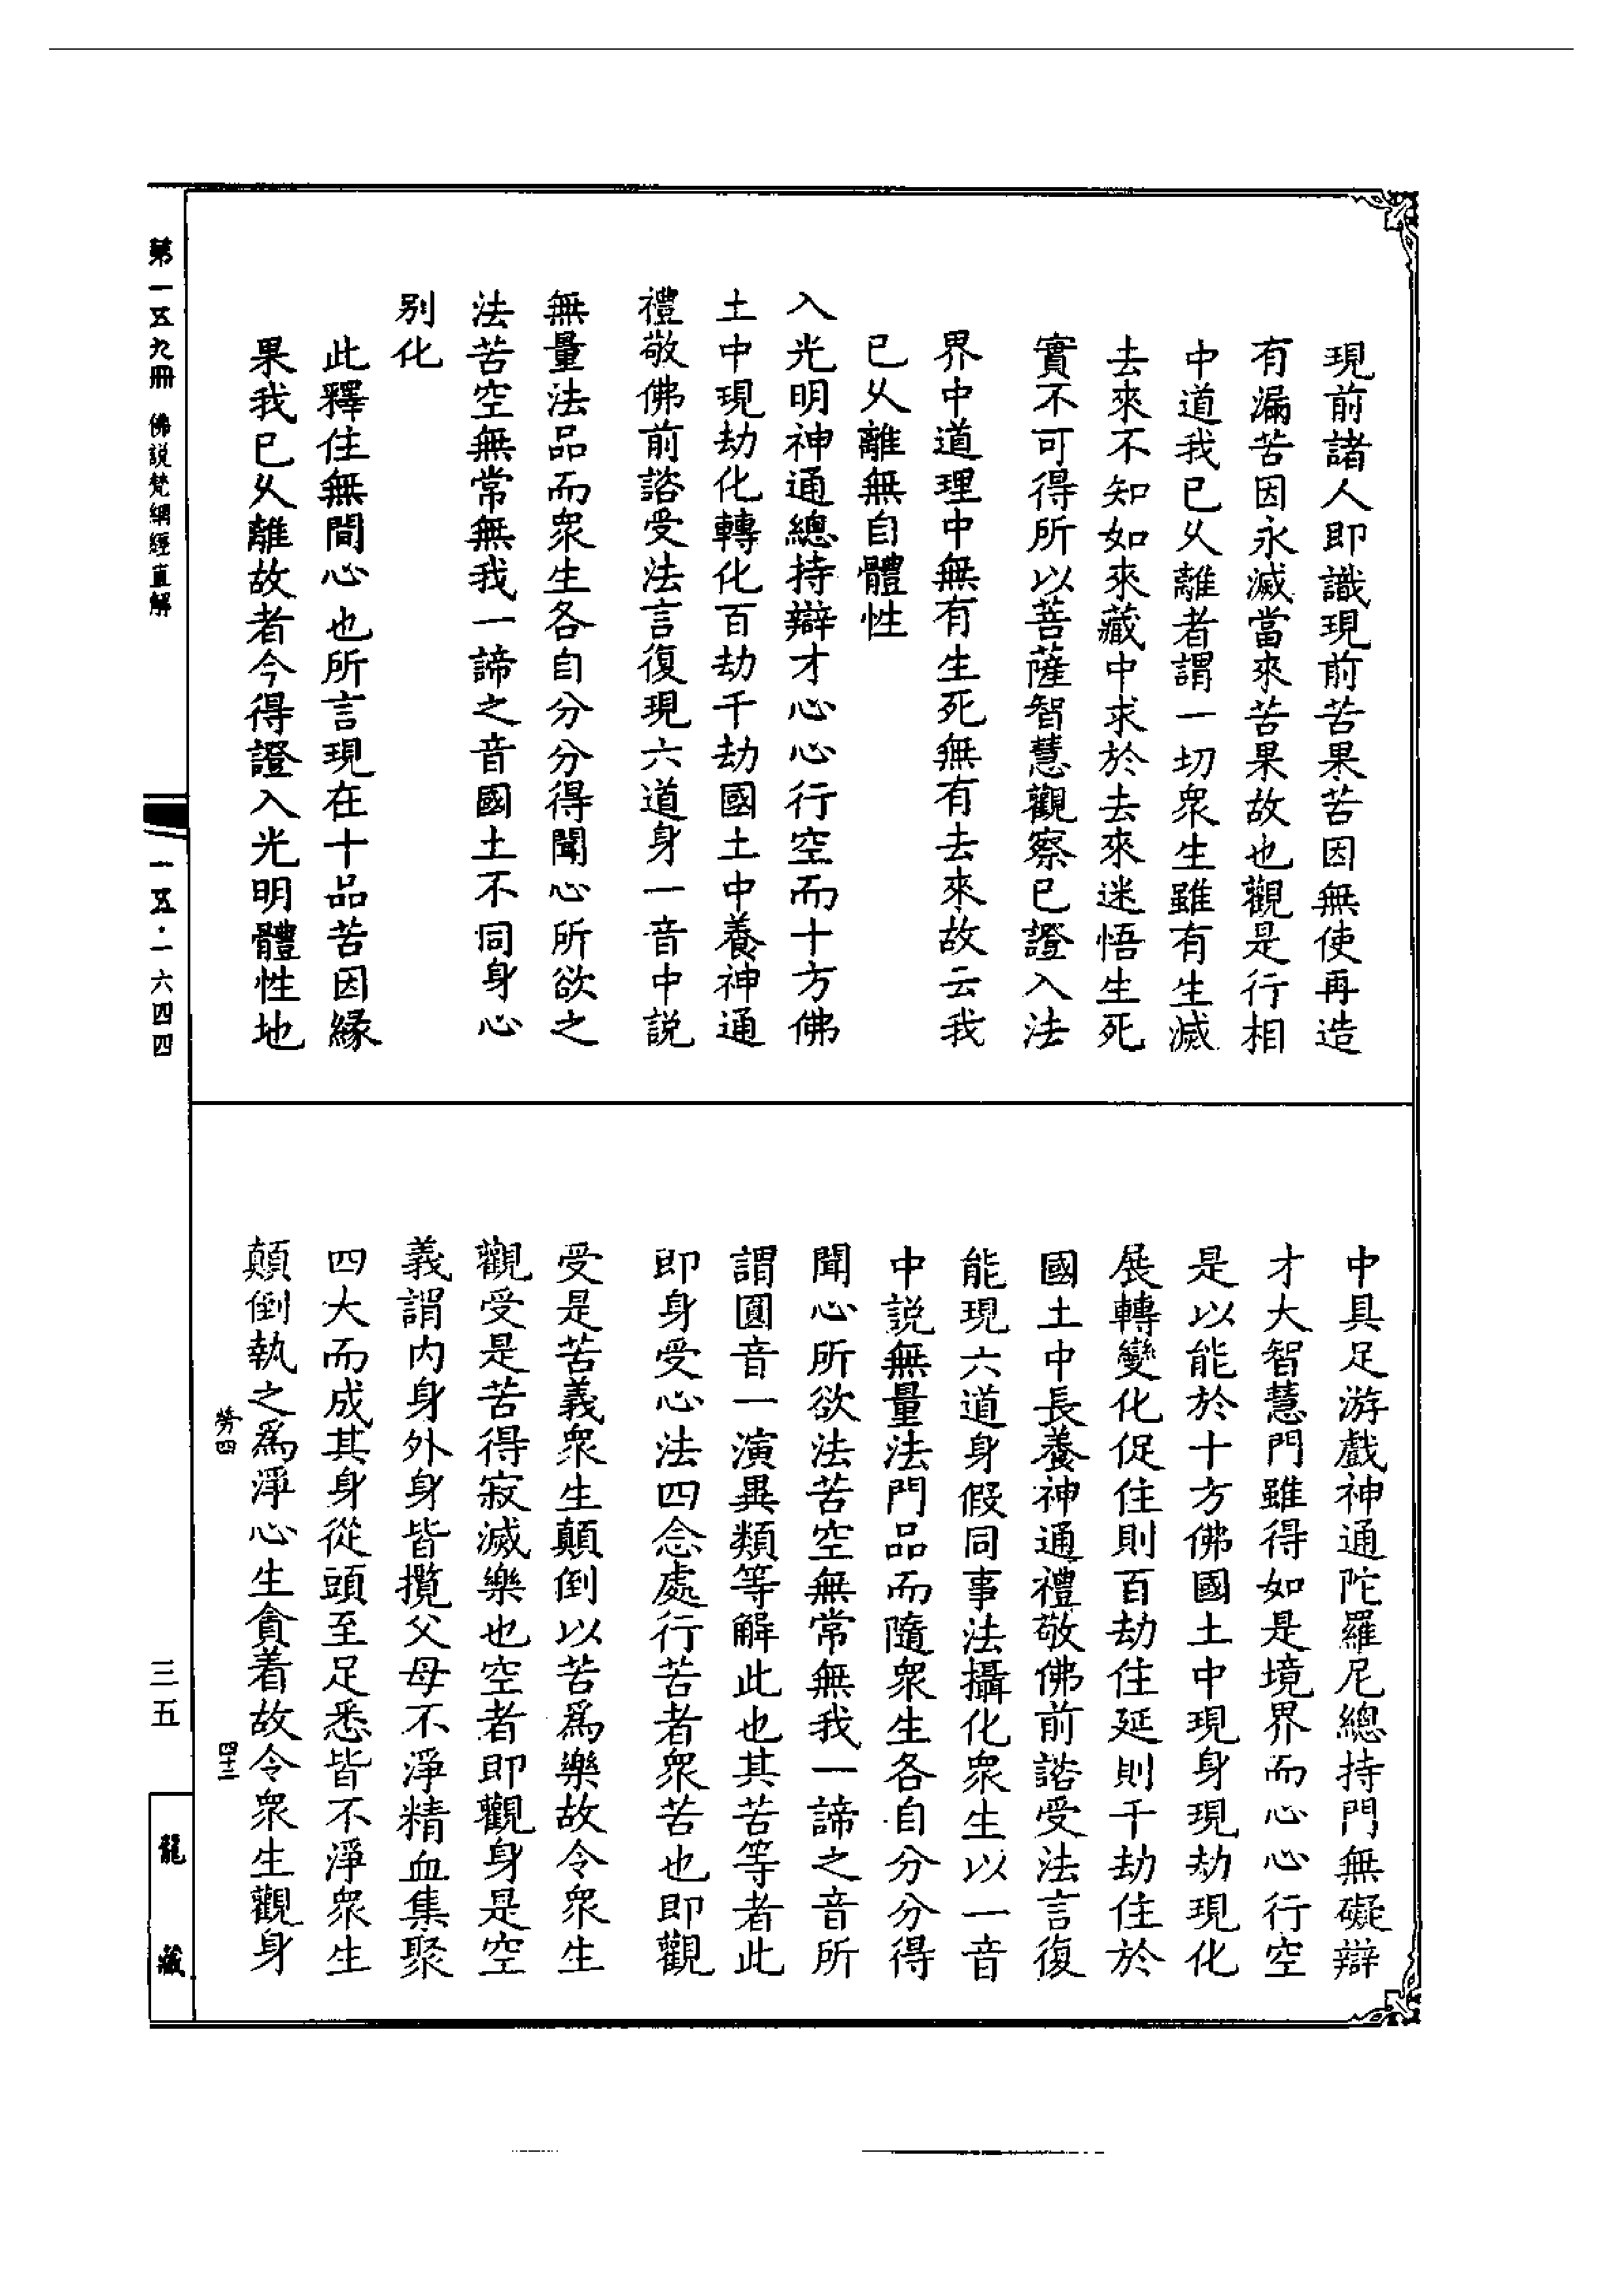 現前諸人即識現前苦果苦因無使再造
有漏苦因永滅當來苦果故也觀是行相
中道我已乆離者謂一切衆生雖有生滅
去來不知如來藏中求於去來迷悟生死
實不可得所以菩薩智慧觀察已證入法
界中道理中無有生死無有去來故云我
已乆離無自體性
入光明神通總持辯才心心行空而十方佛
土中現劫化轉化百劫千劫國土中養神通
禮敬佛前諮受法言復現六道身一音中説
無量法品而衆生各自分分得聞心所欲之
法苦空無常無我一諦之音國土不同身心
别化
此釋住無間心也所言現在十品苦因緣
果我已乆離故者今得證入光明體性地
中具足游戲神通陀羅尼總持門無礙辯
才大智慧門雖得如是境界而心心行空
是以能於十方佛國土中現身現劫現化
展轉變化促住則百劫住延則千劫住於
國土中長養神通禮敬佛前諮受法言復
能現六道身假同事法攝化衆生以一音
中説無量法門品而隨衆生各自分分得
聞心所欲法苦空無常無我一諦之音所
謂圓音一演異類等解此也其苦等者此
即身受心法四念處行苦者衆苦也即觀
受是苦義衆生顛倒以苦爲樂故令衆生
觀受是苦得寂滅樂也空者即觀身是空
義謂内身外身皆攬父母不淨精血集聚
四大而成其身從頭至足悉皆不淨衆生
顛倒執之爲淨心生貪着故令衆生觀身
勞四
四十二
第一五九冊 佛説梵網經直解
一五·一六四四
三五
龍藏